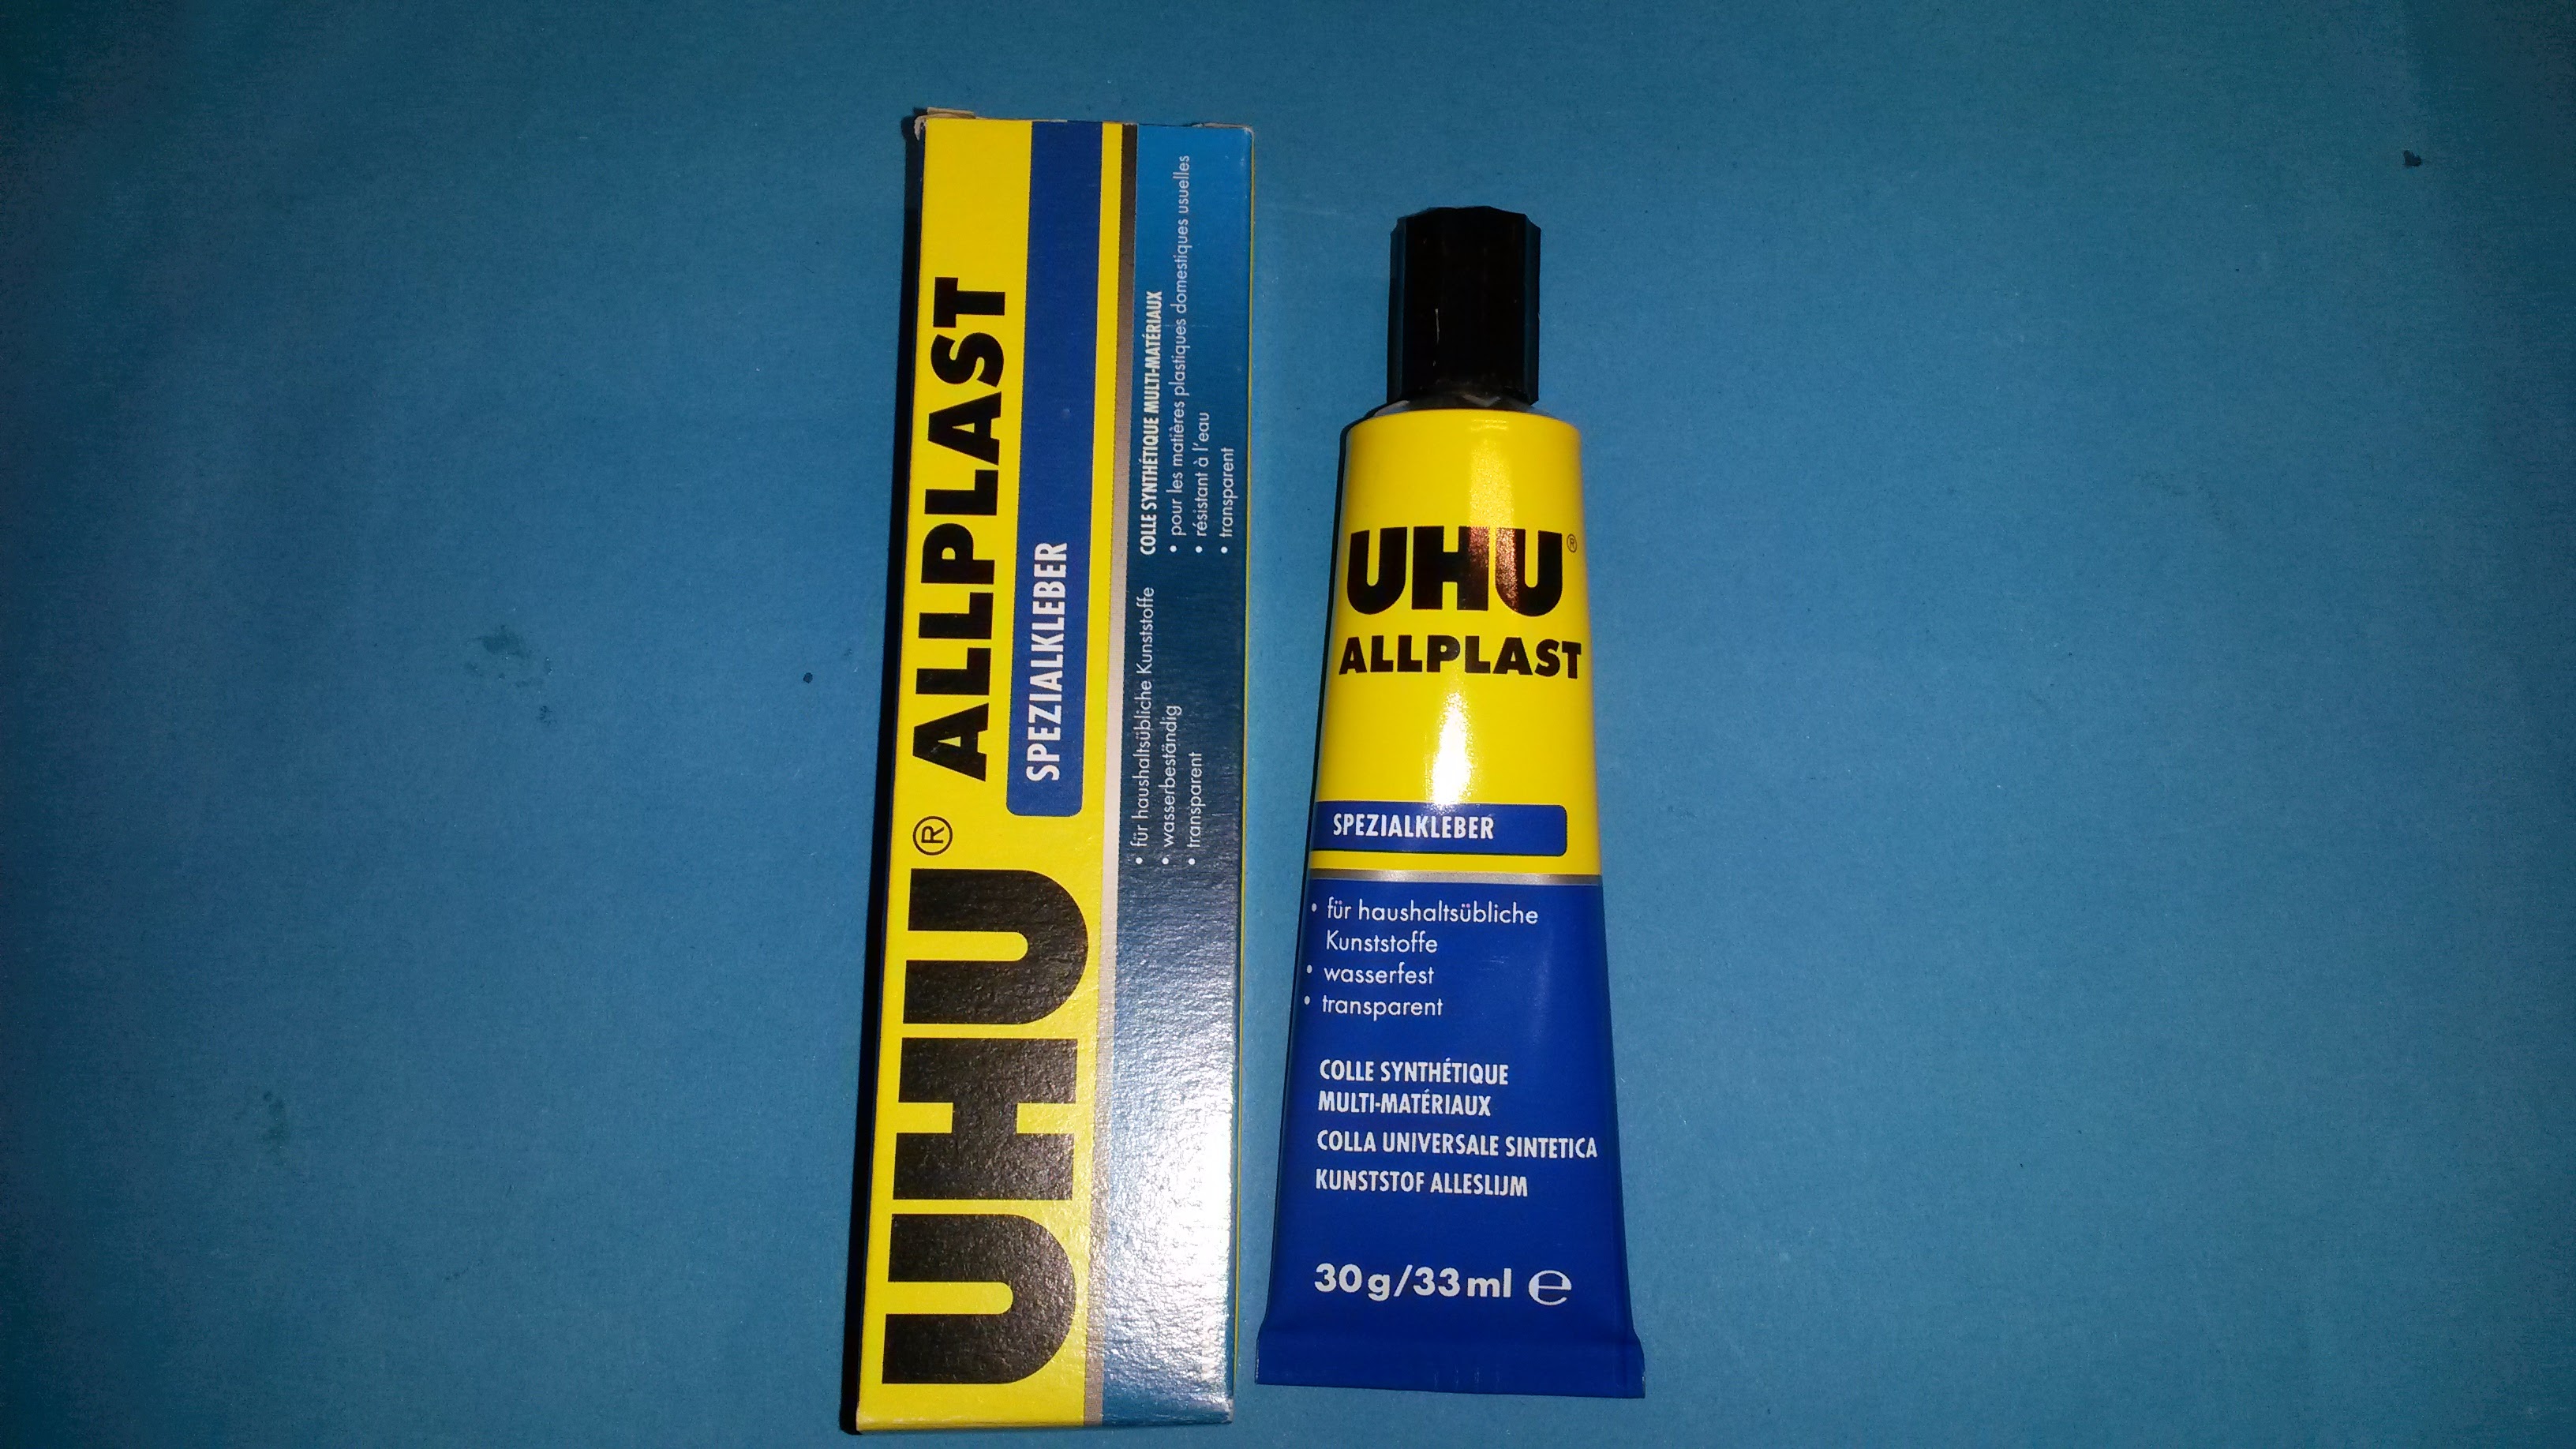 UHU® ALLPLAST
SPEZIALKLEBER
• für haushaltsübliche Kunststoffe
• wasserbeständig
• transparent
COLLE SYNTHÉTIQUE MULTI-MATÉRIAUX
• pour les matières plastiques domestiques usuelles
• résistant à l'eau
• transparent
UHU®
ALLPLAST
SPEZIALKLEBER
• für haushaltsübliche
Kunststoffe
• wasserfest
• transparent
COLLE SYNTHÉTIQUE
MULTI-MATÉRIAUX
COLLA UNIVERSALE SINTETICA
KUNSTSTOF ALLESLIJM
30g/33ml ℮